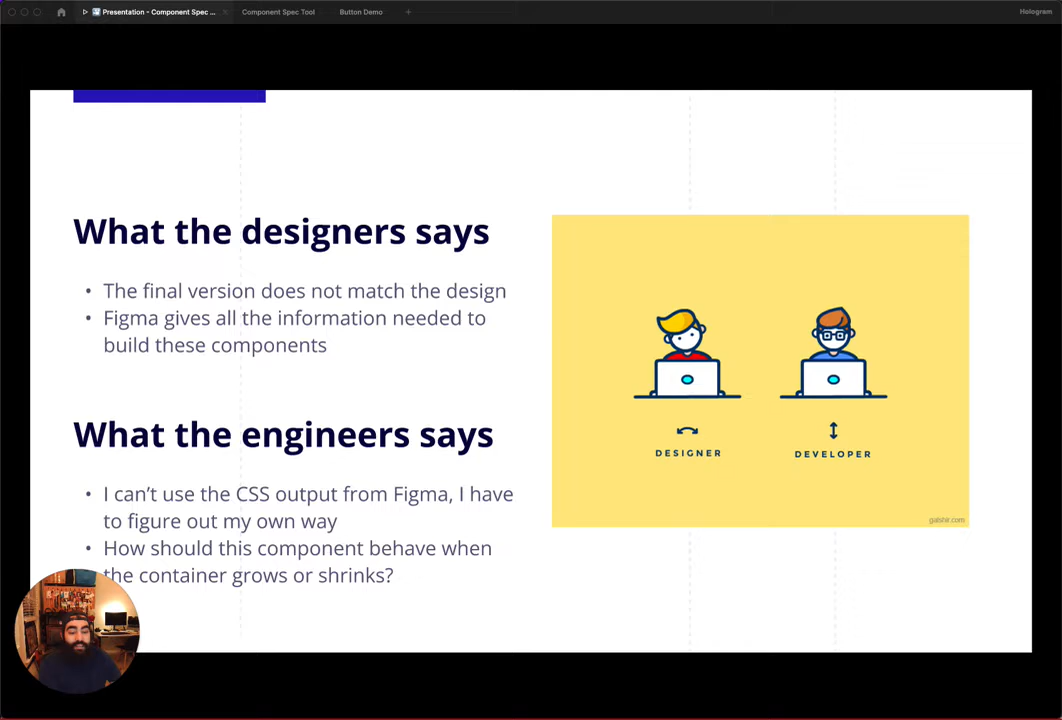 Presentation - Component Spec ...
Component Spec Tool
Button Demo
Hologram
What the designers says
• The final version does not match the design
• Figma gives all the information needed to
build these components
What the engineers says
• I can't use the CSS output from Figma, I have
to figure out my own way
• How should this component behave when
the container grows or shrinks?
DESIGNER
DEVELOPER
galshir.com